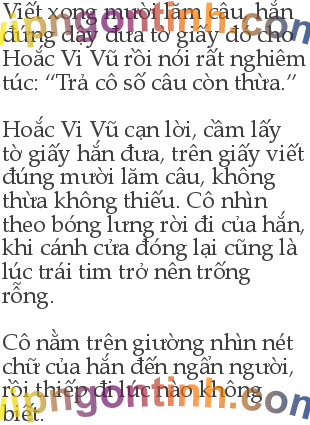 Viết xong mười lăm câu, hắn
đứng dậy đưa tờ giấy đó cho
Hoắc Vi Vũ rồi nói rất nghiêm
túc: “Trả cô số câu còn thừa.”

Hoắc Vi Vũ cạn lời, cầm lấy
tờ giấy hắn đưa, trên giấy viết
đúng mười lăm câu, không
thừa không thiếu. Cô nhìn
theo bóng lưng rời đi của hắn,
khi cánh cửa đóng lại cũng là
lúc trái tim trở nên trống
rỗng.

Cô nằm trên giường nhìn nét
chữ của hắn đến ngẩn người,
rồi thiếp đi lúc nào không
biết.